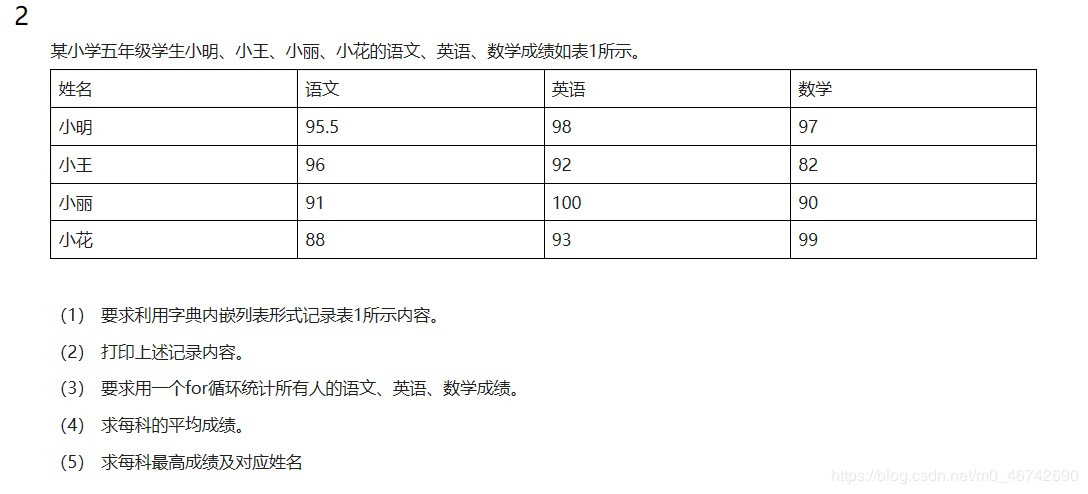 2
某小学五年级学生小明、小王、小丽、小花的语文、英语、数学成绩如表1所示。
姓名 语文 英语 数学
小明 95.5 98 97
小王 96 92 82
小丽 91 100 90
小花 88 93 99
（1） 要求利用字典内嵌列表形式记录表1所示内容。
（2） 打印上述记录内容。
（3） 要求用一个for循环统计所有人的语文、英语、数学成绩。
（4） 求每科的平均成绩。
（5） 求每科最高成绩及对应姓名
https://blog.csdn.net/m0_46742690